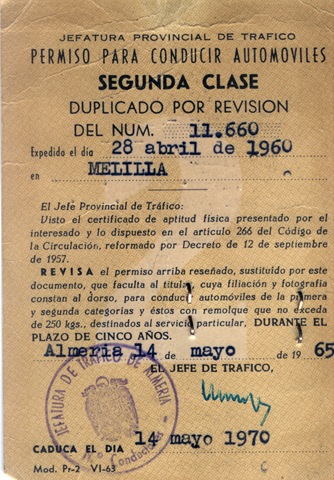 JEFATURA PROVINCIAL DE TRAFICO
PERMISO PARA CONDUCIR AUTOMOVILES
SEGUNDA CLASE
DUPLICADO POR REVISION
DEL NUM. 11.660
Expedido el día 28 abril de 1960
en MELILLA
El Jefe Provincial de Tráfico:
Visto el certificado de aptitud física presentado por el
interesado y lo dispuesto en el artículo 266 del Código de
la Circulación, reformado por Decreto de 12 de septiembre
de 1957.
REVISA el permiso arriba reseñado, sustituído por este
documento, que faculta al titular, cuya filiación y fotografía
constan al dorso, para conducir automóviles de la primera
y segunda categorías y éstos con remolque que no exceda
de 250 kgs., destinados al servicio particular, DURANTE EL
PLAZO DE CINCO AÑOS.
Almeria 14 de mayo de 19 65
EL JEFE DE TRAFICO,
JEFATURA DE TRAFICO DE ALMERIA
CADUCA EL DIA 14 mayo 1970
Mod. Pr-2 VI-63